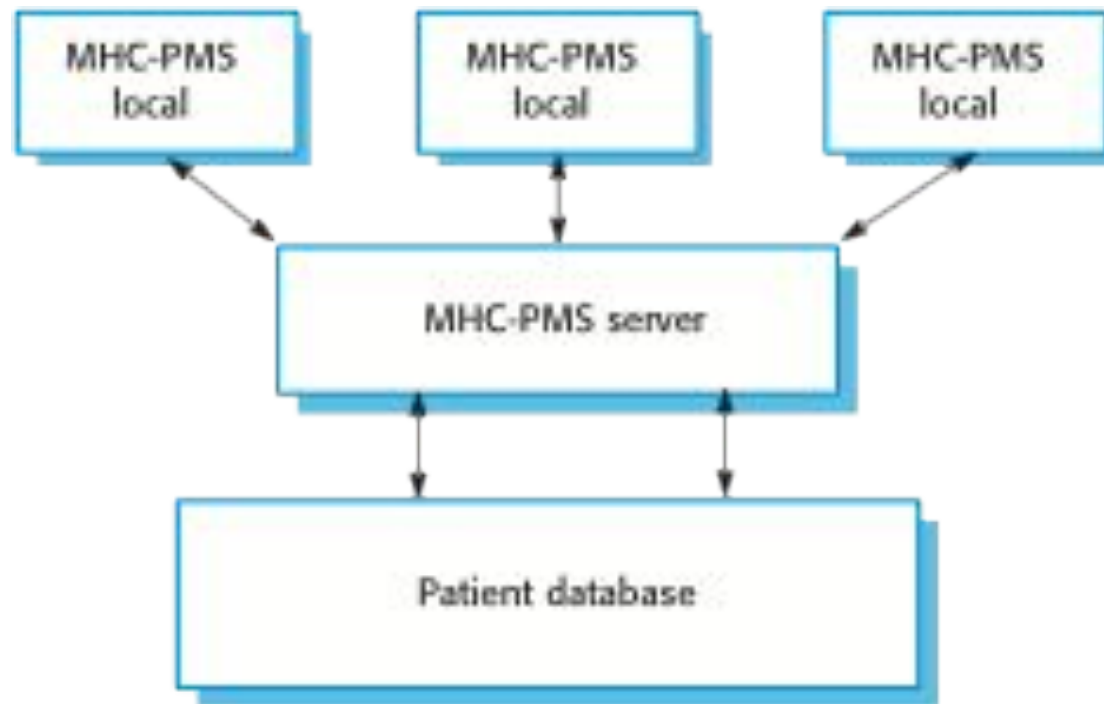 MHC-PMS
local
MHC-PMS
local
MHC-PMS
local
MHC-PMS server
Patient database